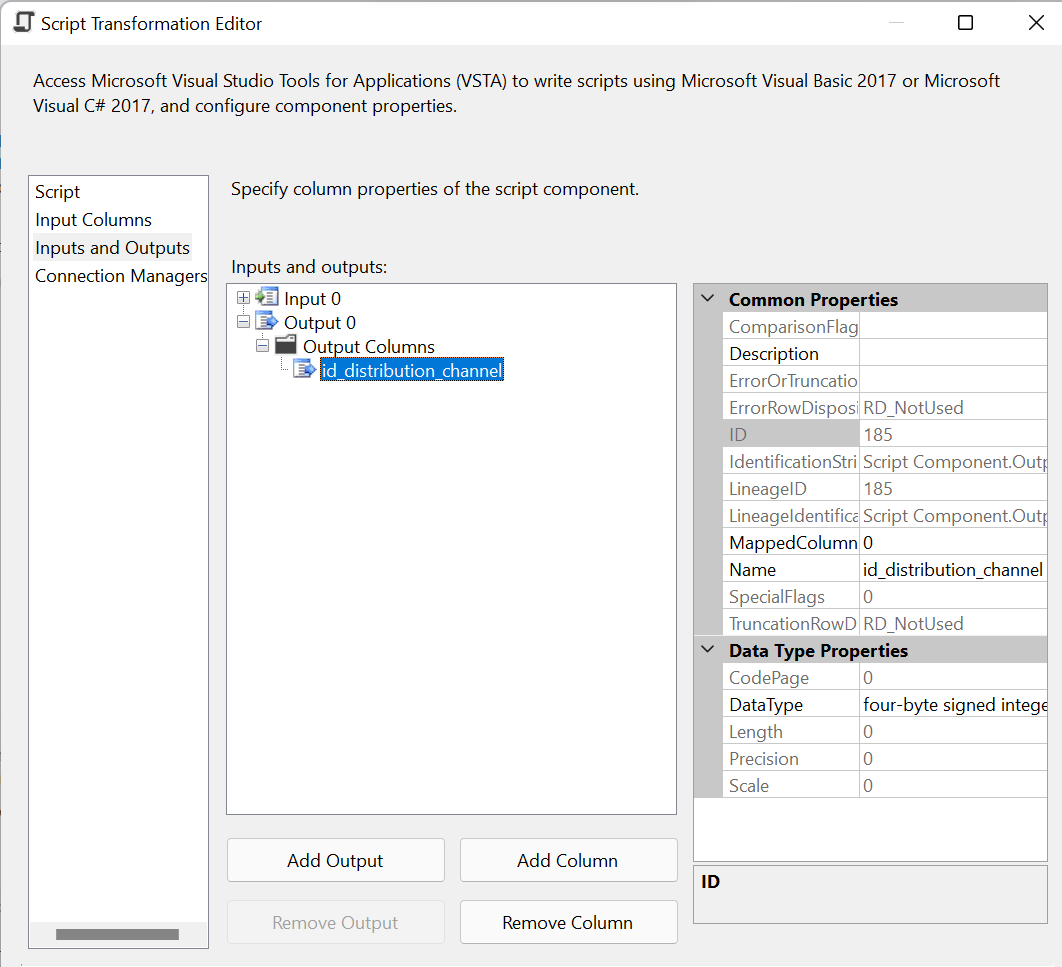 Script Transformation Editor
Access Microsoft Visual Studio Tools for Applications (VSTA) to write scripts using Microsoft Visual Basic 2017 or Microsoft
Visual C# 2017, and configure component properties.
Script
Input Columns
Inputs and Outputs
Connection Managers
Specify column properties of the script component.
Inputs and outputs:
Input 0
Output 0
Output Columns
id_distribution_channel
Common Properties
ComparisonFlag
Description
ErrorOrTruncatio
ErrorRowDisposi RD_NotUsed
ID 185
IdentificationStri Script Component.Outp
LineageID 185
LineageIdentifica Script Component.Outp
MappedColumn 0
Name id_distribution_channel
SpecialFlags 0
TruncationRowD RD_NotUsed
Data Type Properties
CodePage 0
DataType four-byte signed intege
Length 0
Precision 0
Scale 0
Add Output Add Column
Remove Output Remove Column
ID